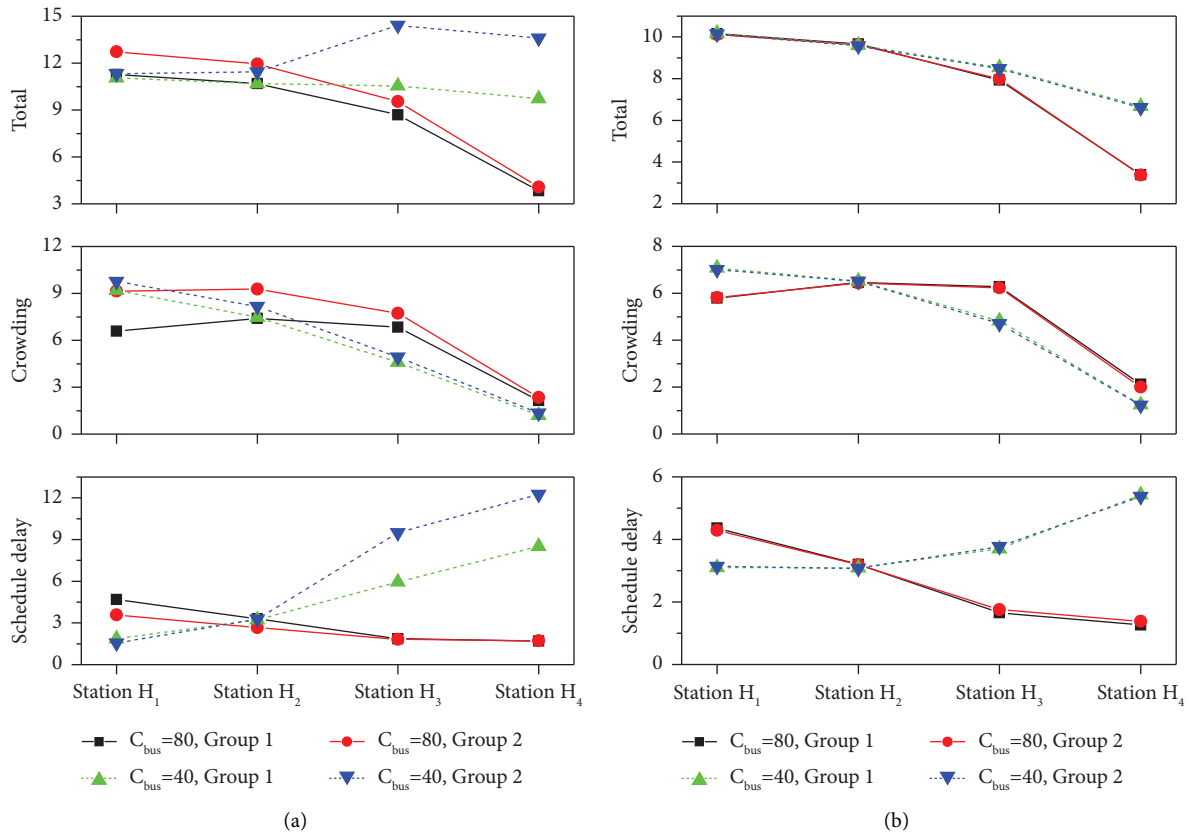 15
12
9
6
3
Total
12
9
6
3
0
Crowding
12
9
6
3
0
Schedule delay
Station H1 Station H2 Station H3 Station H4
Cbus=80, Group 1 Cbus=80, Group 2
Cbus=40, Group 1 Cbus=40, Group 2
(a)
10
8
6
4
2
Total
8
6
4
2
0
Crowding
6
4
2
0
Schedule delay
Station H1 Station H2 Station H3 Station H4
Cbus=80, Group 1 Cbus=80, Group 2
Cbus=40, Group 1 Cbus=40, Group 2
(b)